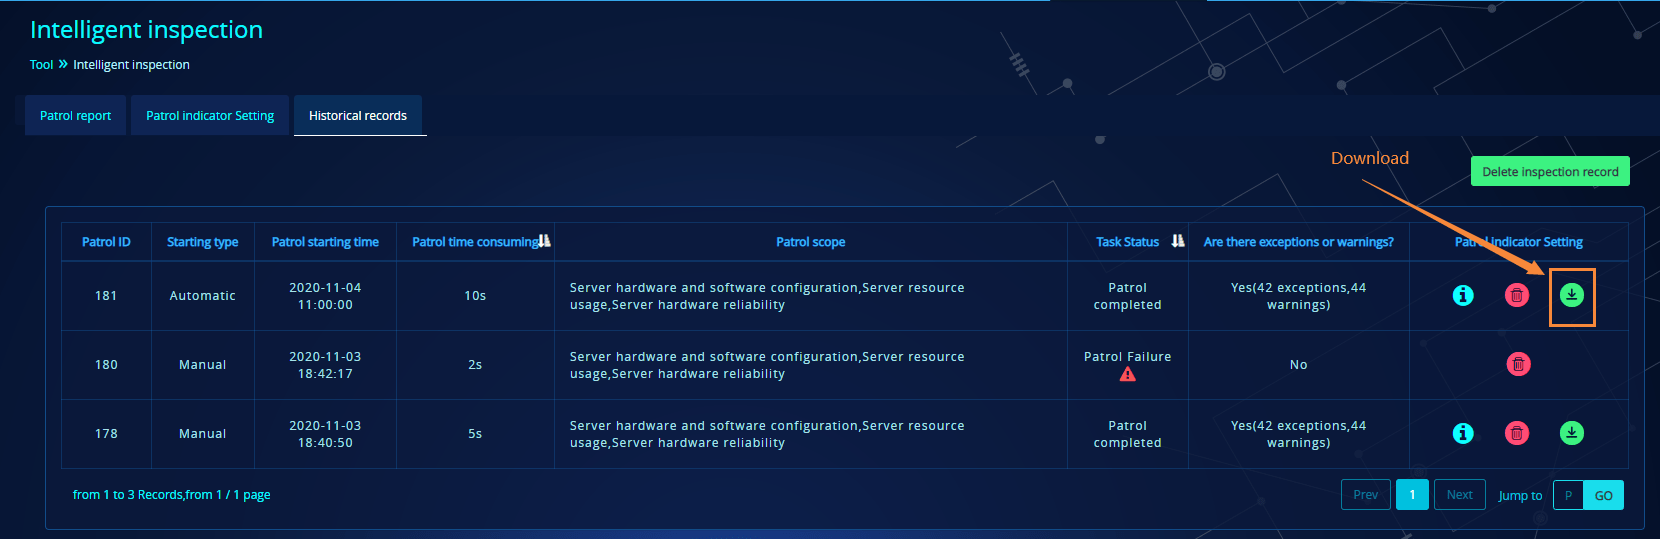 Intelligent inspection
Tool » Intelligent inspection
Patrol report
Patrol indicator Setting
Historical records
Download
Delete inspection record
Patrol ID
Starting type
Patrol starting time
Patrol time consuming
Patrol scope
Task Status
Are there exceptions or warnings?
Patrol indicator Setting
181
Automatic
2020-11-04
11:00:00
10s
Server hardware and software configuration,Server resource
usage,Server hardware reliability
Patrol
completed
Yes(42 exceptions,44
warnings)
180
Manual
2020-11-03
18:42:17
2s
Server hardware and software configuration,Server resource
usage,Server hardware reliability
Patrol Failure
No
178
Manual
2020-11-03
18:40:50
5s
Server hardware and software configuration,Server resource
usage,Server hardware reliability
Patrol
completed
Yes(42 exceptions,44
warnings)
from 1 to 3 Records,from 1 / 1 page
Prev
1
Next
Jump to
P
GO